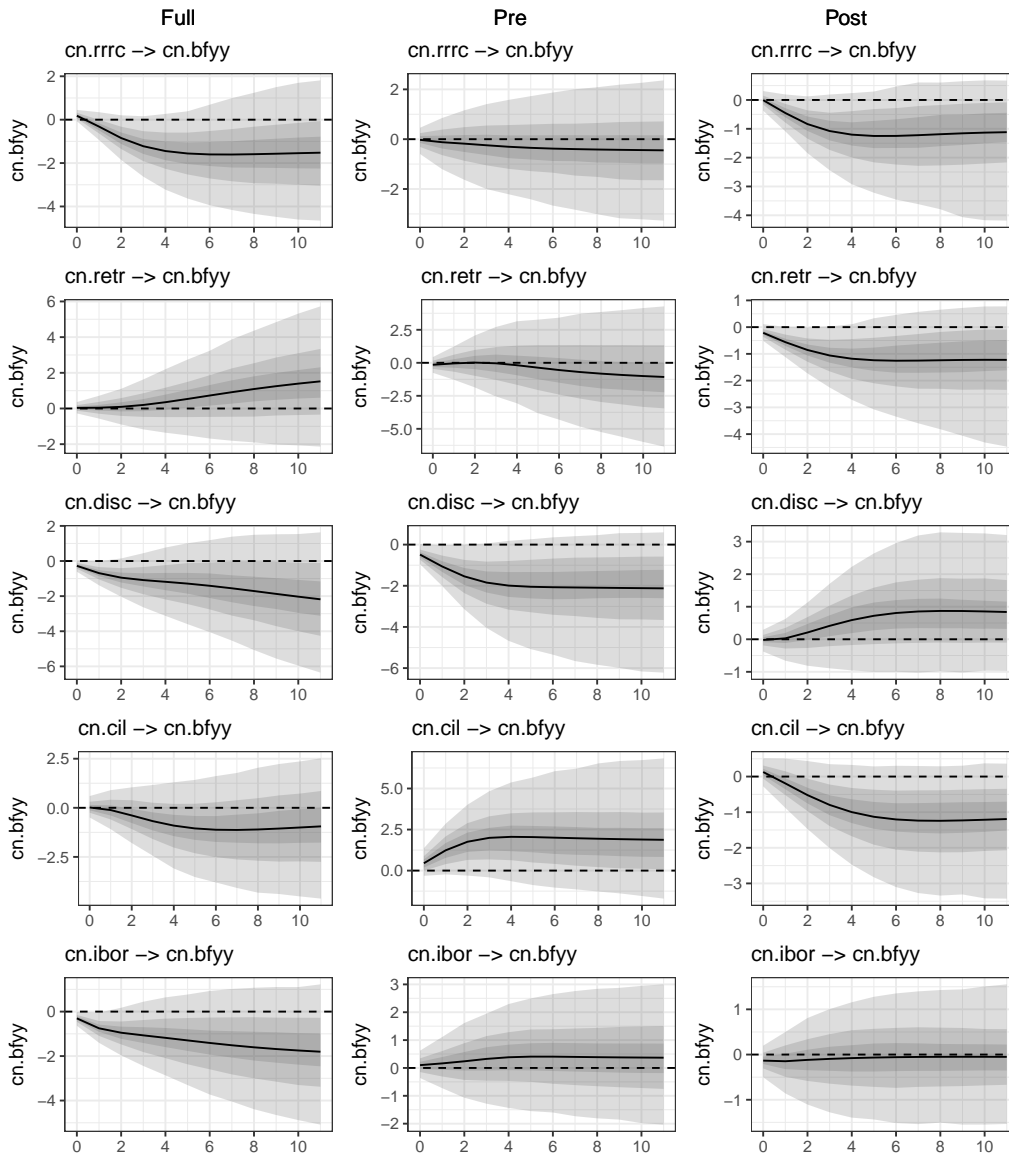 Full Pre Post
cn.rrrc −> cn.bfyy cn.rrrc −> cn.bfyy cn.rrrc −> cn.bfyy
cn.bfyy cn.bfyy cn.bfyy
2 2 0
0 0 −1
−2 −2 −2
−4 −3
−4
0 2 4 6 8 10 0 2 4 6 8 10 0 2 4 6 8 10
cn.retr −> cn.bfyy cn.retr −> cn.bfyy cn.retr −> cn.bfyy
cn.bfyy cn.bfyy cn.bfyy
6 2.5 1
4 0.0 0
2 −2.5 −1
0 −5.0 −2
−2 −3
−4
0 2 4 6 8 10 0 2 4 6 8 10 0 2 4 6 8 10
cn.disc −> cn.bfyy cn.disc −> cn.bfyy cn.disc −> cn.bfyy
cn.bfyy cn.bfyy cn.bfyy
2 0 3
0 −2 2
−2 −4 1
−4 −6 0
−6 −1
0 2 4 6 8 10 0 2 4 6 8 10 0 2 4 6 8 10
cn.cil −> cn.bfyy cn.cil −> cn.bfyy cn.cil −> cn.bfyy
cn.bfyy cn.bfyy cn.bfyy
2.5 5.0 0
0.0 2.5 −1
−2.5 0.0 −2
−3
0 2 4 6 8 10 0 2 4 6 8 10 0 2 4 6 8 10
cn.ibor −> cn.bfyy cn.ibor −> cn.bfyy cn.ibor −> cn.bfyy
cn.bfyy cn.bfyy cn.bfyy
0 3 1
−2 2 0
−4 1 −1
0
−1
−2
0 2 4 6 8 10 0 2 4 6 8 10 0 2 4 6 8 10